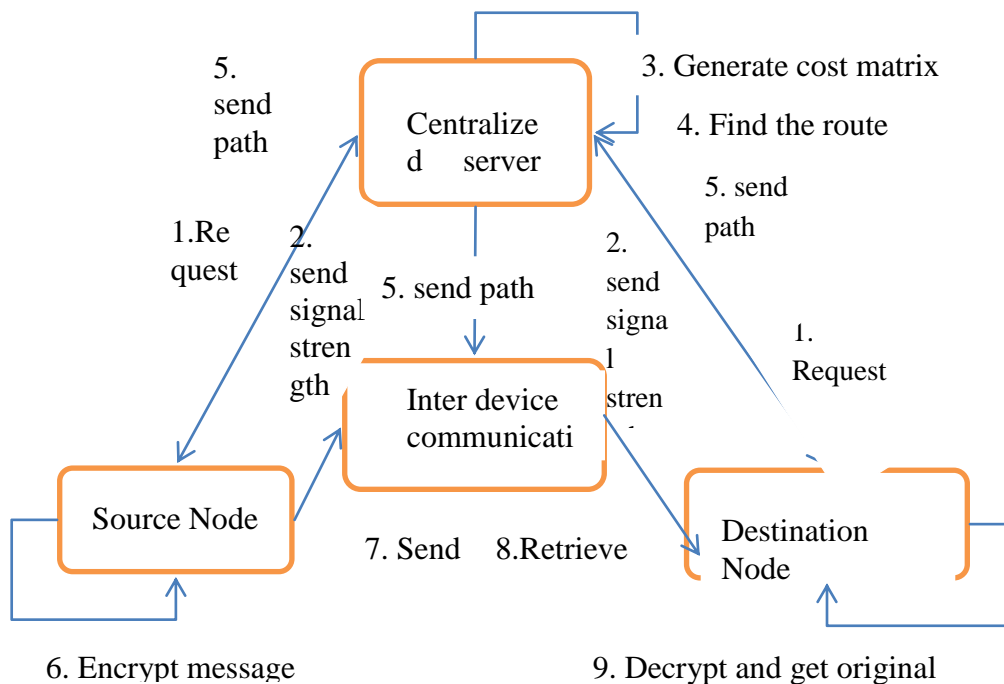 5.
send
path
3. Generate cost matrix
Centralize
d server
4. Find the route
5. send
path
1.Re
quest
2.
send
signal
stren
gth
5. send path
2.
send
signa
l
stren
1.
Request
Inter device
communicati
Source Node
Destination
Node
7. Send 8.Retrieve
6. Encrypt message
9. Decrypt and get original